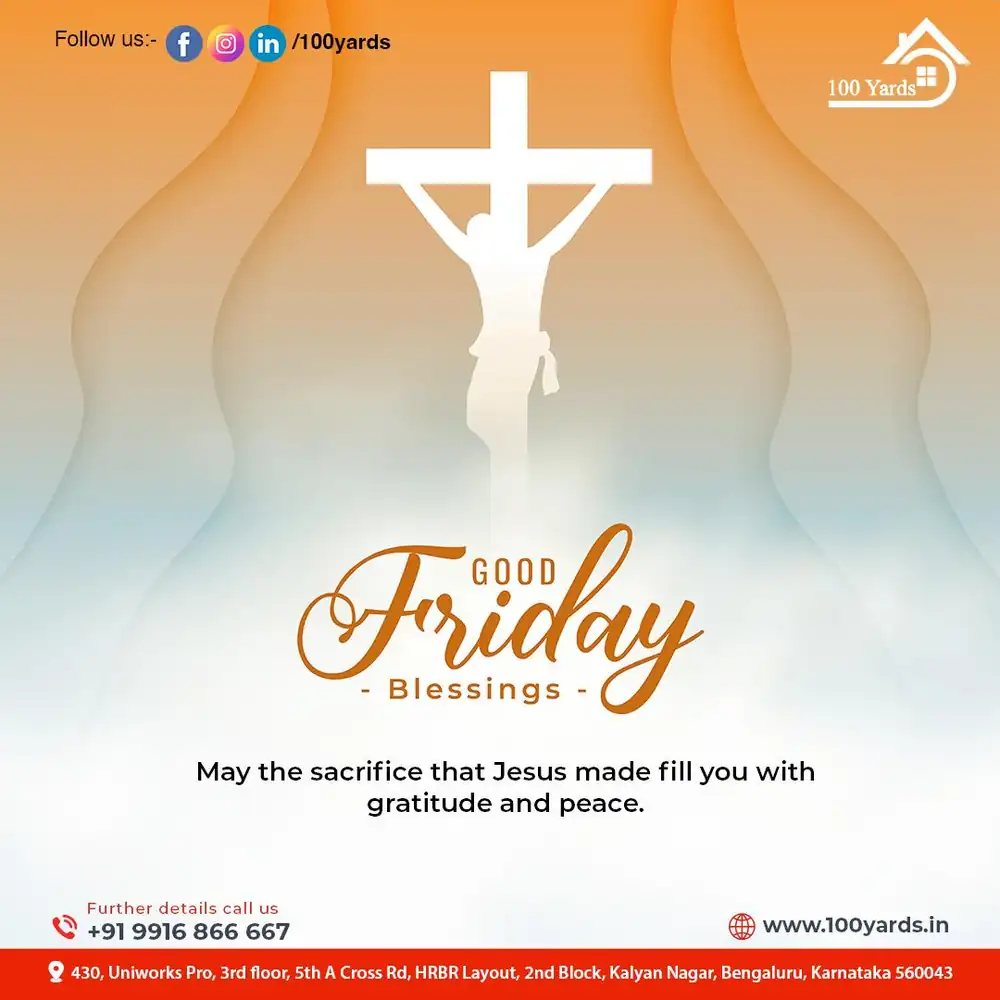 Follow us:- /100yards
100 Yards
GOOD
Friday
- Blessings -
May the sacrifice that Jesus made fill you with
gratitude and peace.
Further details call us
+91 9916 866 667
www.100yards.in
430, Uniworks Pro, 3rd floor, 5th A Cross Rd, HRBR Layout, 2nd Block, Kalyan Nagar, Bengaluru, Karnataka 560043